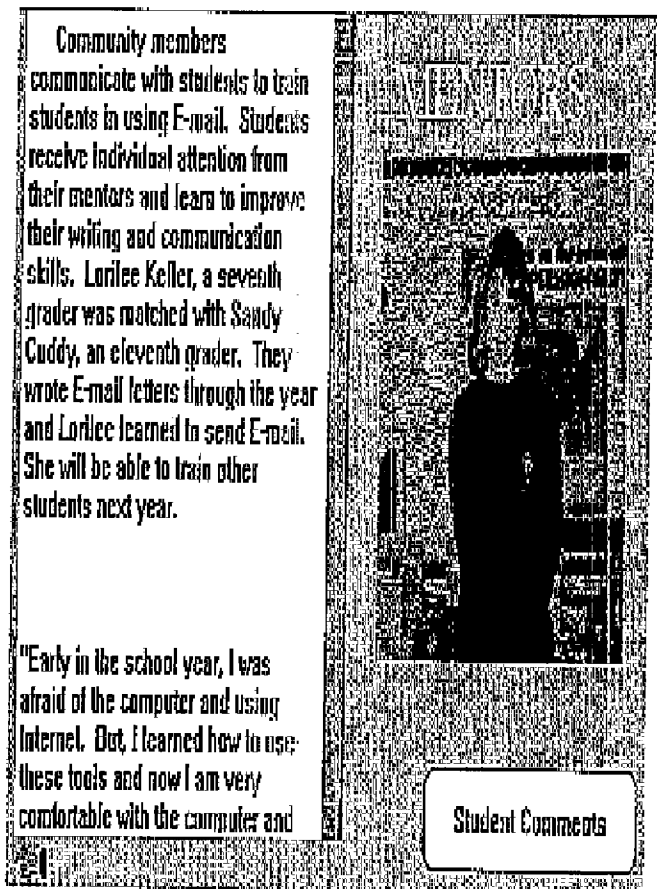 Community members
communicate with students to train
students in using E-mail. Students
receive individual attention from
their mentors and learn to improve
their writing and communication
skills. Lorilee Keller, a seventh
grader was matched with Sandy
Cuddy, an eleventh grader. They
wrote E-mail letters through the year
and Lorilee learned to send E-mail.
She will be able to train other
students next year.
"Early in the school year, I was
afraid of the computer and using
Internet. But, I learned how to use
these tools and now I am very
comfortable with the computer and
MENTORS
Student Comments